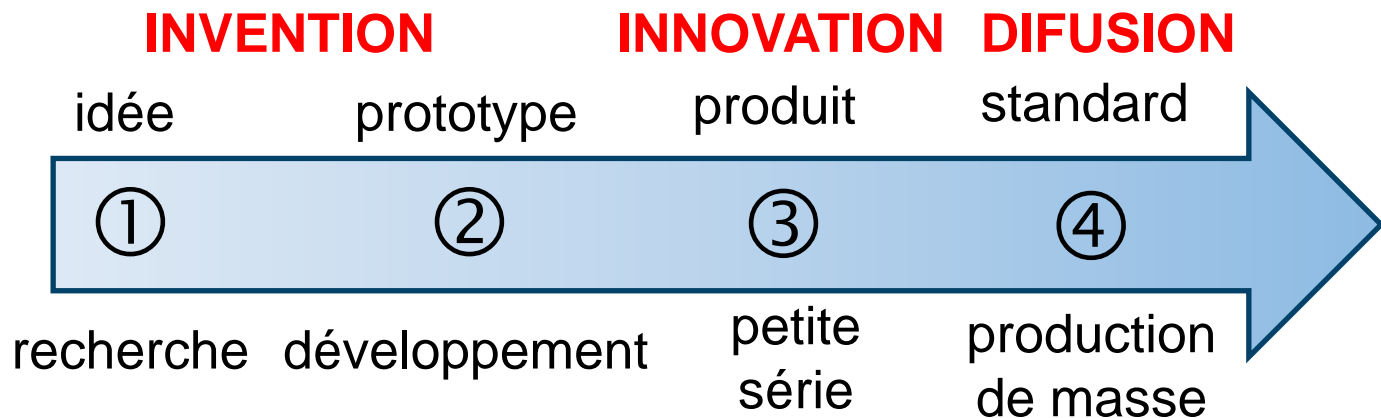 INVENTION INNOVATION DIFUSION
idée prototype produit standard
① ② ③ ④
recherche développement petite série production de masse